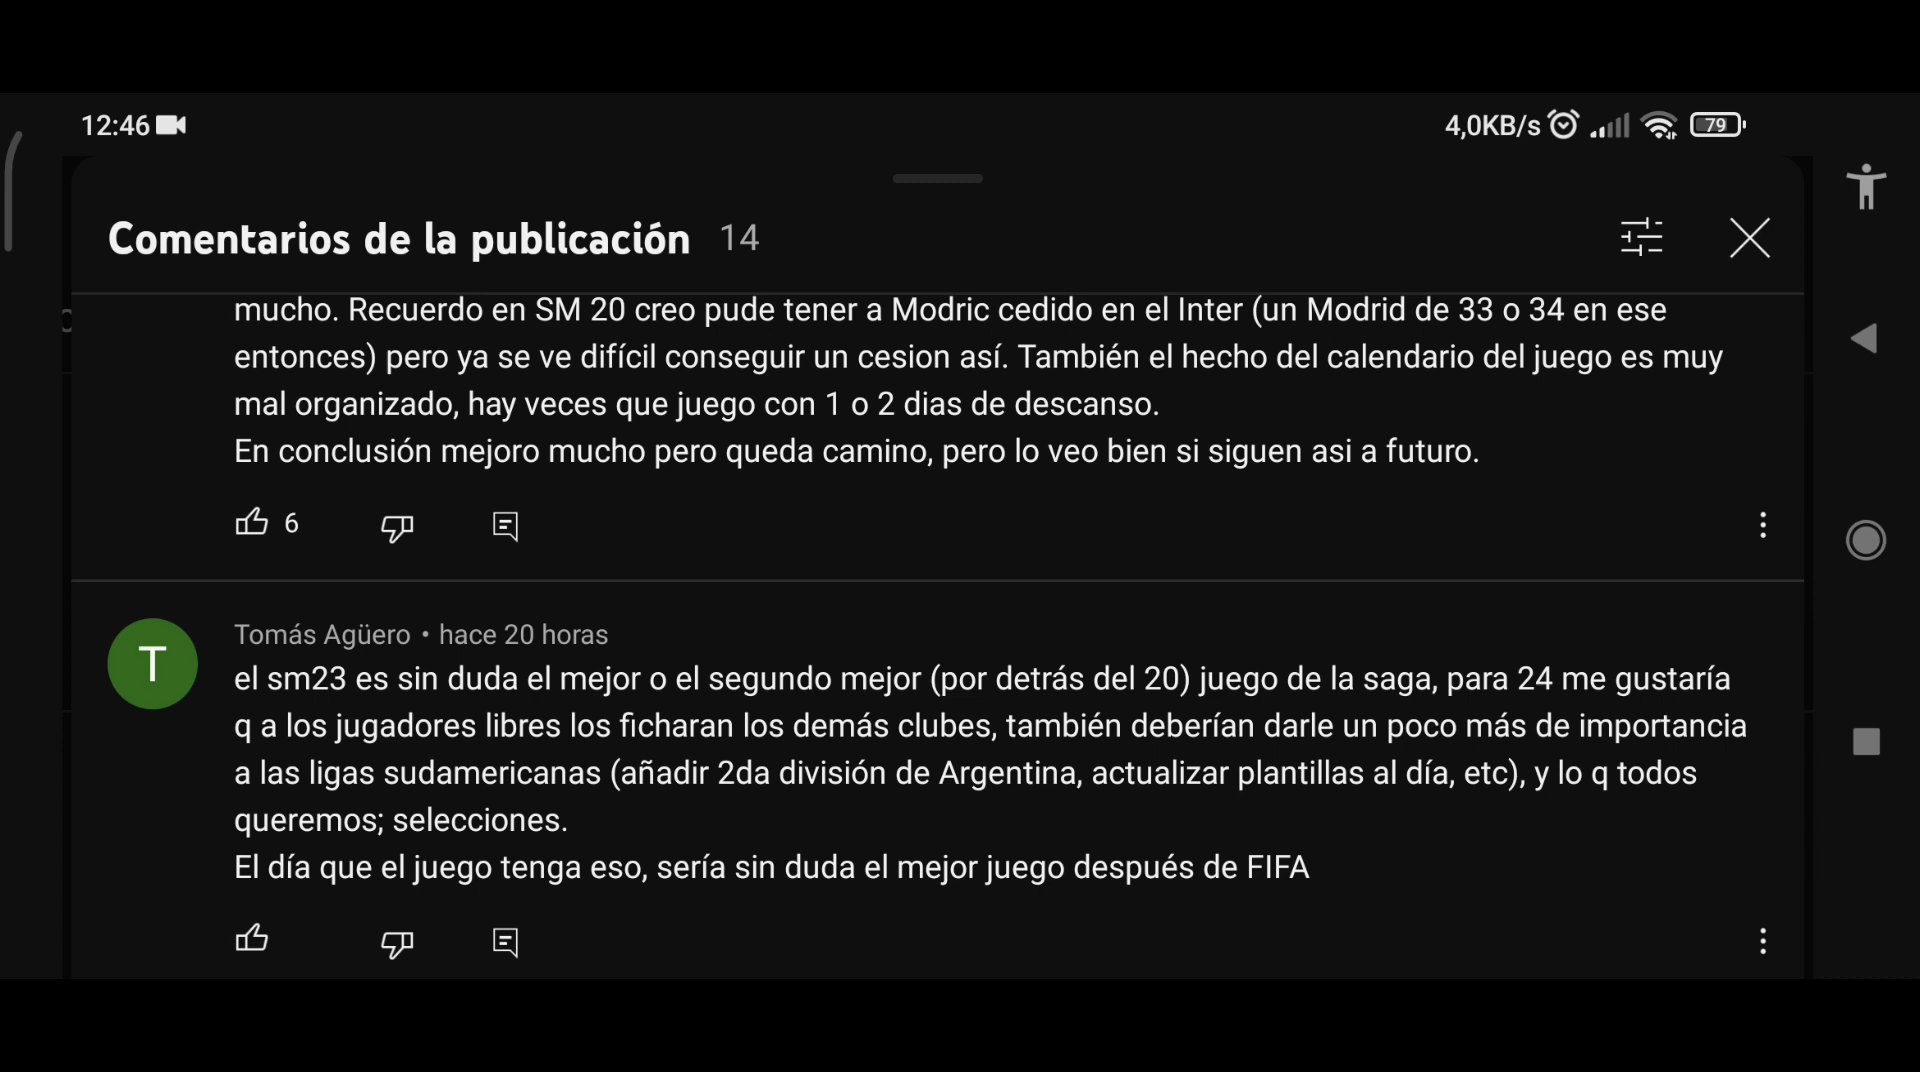 12:46
4,0KB/s
79
Comentarios de la publicación 14
mucho. Recuerdo en SM 20 creo pude tener a Modric cedido en el Inter (un Modrid de 33 o 34 en ese
entonces) pero ya se ve difícil conseguir un cesion así. También el hecho del calendario del juego es muy
mal organizado, hay veces que juego con 1 o 2 dias de descanso.
En conclusión mejoro mucho pero queda camino, pero lo veo bien si siguen asi a futuro.
6
T
Tomás Agüero • hace 20 horas
el sm23 es sin duda el mejor o el segundo mejor (por detrás del 20) juego de la saga, para 24 me gustaría
q a los jugadores libres los ficharan los demás clubes, también deberían darle un poco más de importancia
a las ligas sudamericanas (añadir 2da división de Argentina, actualizar plantillas al día, etc), y lo q todos
queremos; selecciones.
El día que el juego tenga eso, sería sin duda el mejor juego después de FIFA